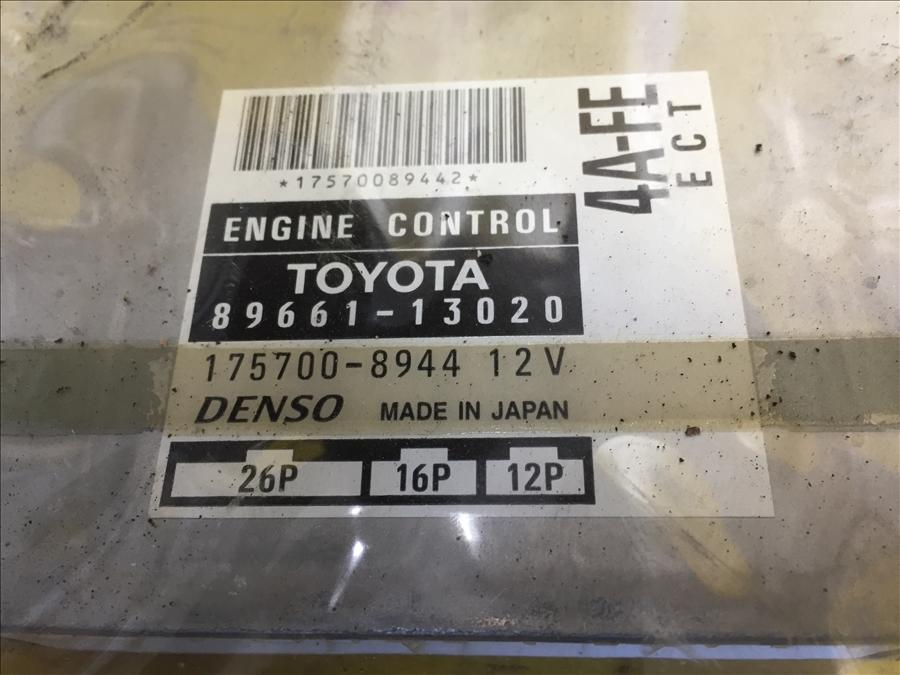 *17570089442*
4A-FE
ECT
ENGINE CONTROL
TOYOTA
89661-13020
175700-8944 12V
DENSO MADE IN JAPAN
26P 16P 12P